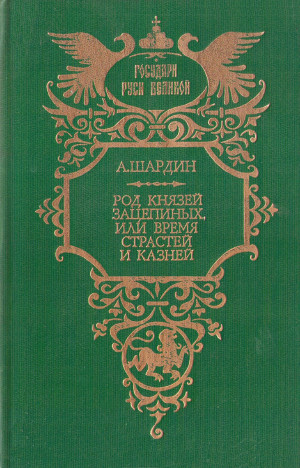 ГОСУДАРИ
РУСИ ВЕЛИКОЙ
А.ШАРДИН
РОД КНЯЗЕЙ
ЗАЦЕПИНЫХ,
ИЛИ ВРЕМЯ
СТРАСТЕЙ
И КАЗНЕЙ